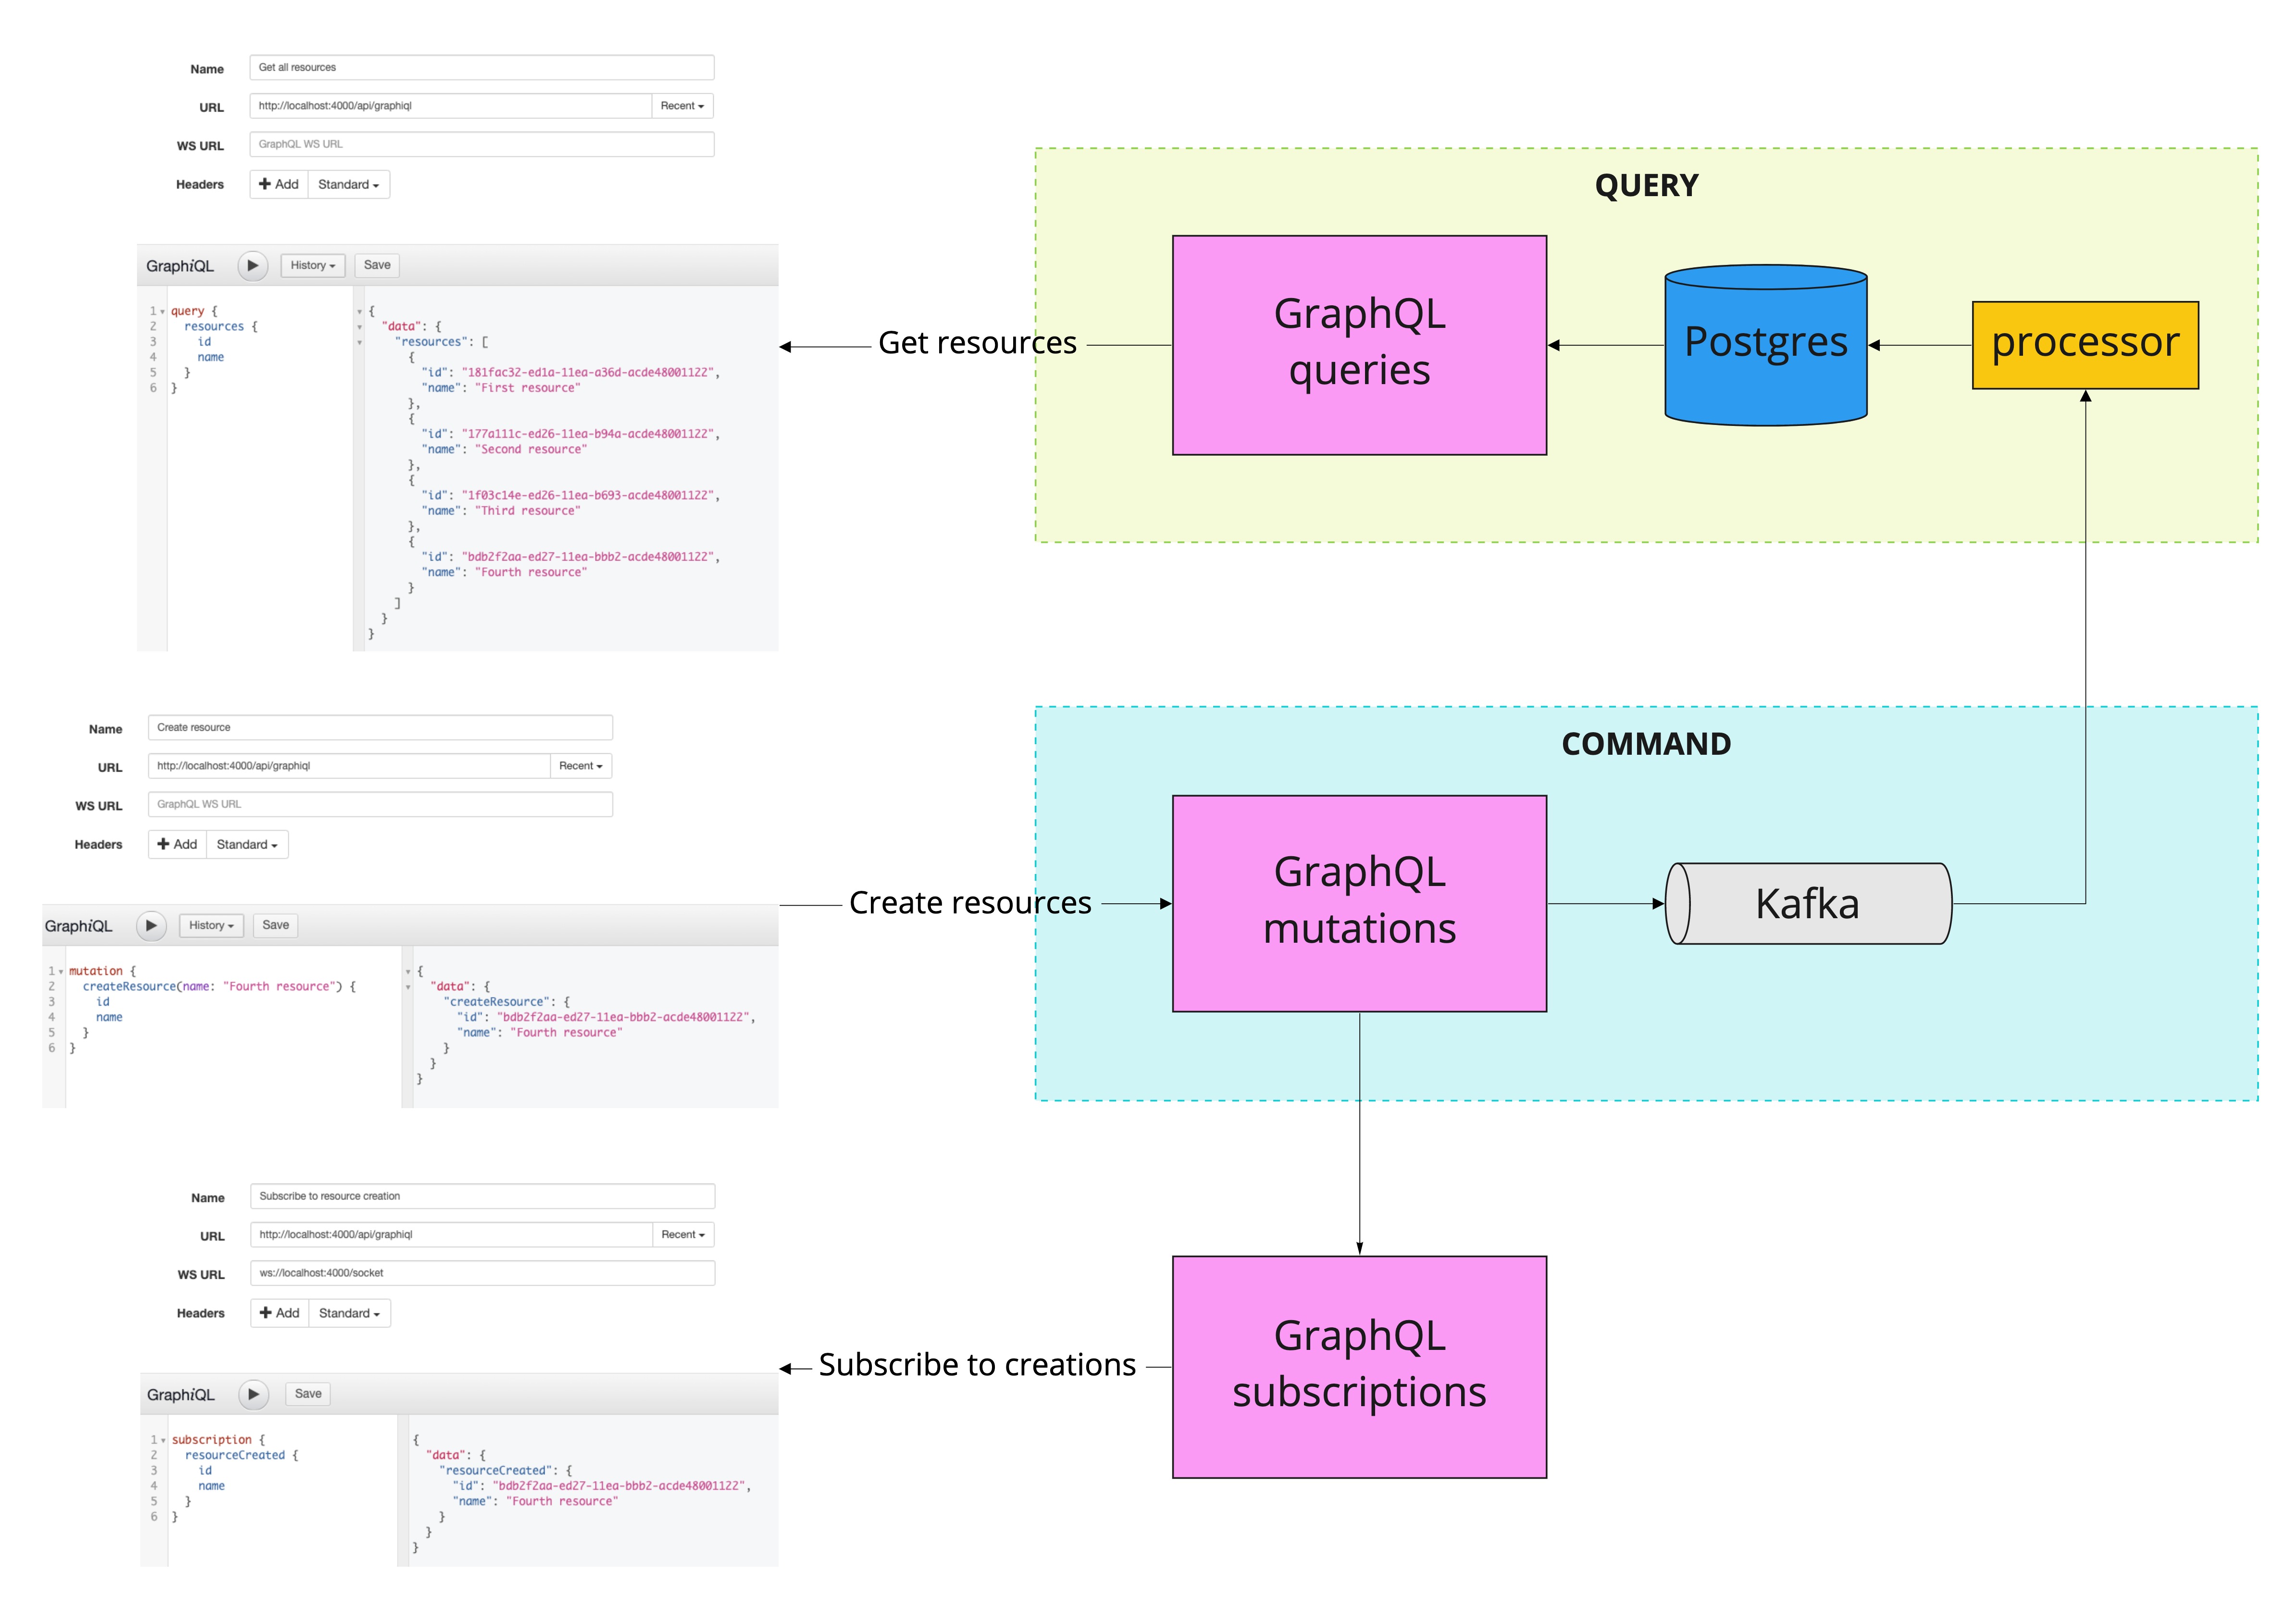 Name
Get all resources
URL
http://localhost:4000/api/graphiql
Recent
WS URL
GraphQL WS URL
Headers
Add
Standard
GraphiQL
History
Save
1 query {
2 resources {
3 id
4 name
5 }
6 }
{
"data": {
"resources": [
{
"id": "181fac32-ed1a-11ea-a36d-acde48001122",
"name": "First resource"
},
{
"id": "177a111c-ed26-11ea-b94a-acde48001122",
"name": "Second resource"
},
{
"id": "1f03c14e-ed26-11ea-b693-acde48001122",
"name": "Third resource"
},
{
"id": "bdb2f2aa-ed27-11ea-bbb2-acde48001122",
"name": "Fourth resource"
}
]
}
}
Get resources
QUERY
GraphQL
queries
Postgres
processor
Name
Create resource
URL
http://localhost:4000/api/graphiql
Recent
WS URL
GraphQL WS URL
Headers
Add
Standard
GraphiQL
History
Save
1 mutation {
2 createResource(name: "Fourth resource") {
3 id
4 name
5 }
6 }
{
"data": {
"createResource": {
"id": "bdb2f2aa-ed27-11ea-bbb2-acde48001122",
"name": "Fourth resource"
}
}
}
Create resources
COMMAND
GraphQL
mutations
Kafka
Name
Subscribe to resource creation
URL
http://localhost:4000/api/graphiql
Recent
WS URL
ws://localhost:4000/socket
Headers
Add
Standard
GraphiQL
Save
1 subscription {
2 resourceCreated {
3 id
4 name
5 }
6 }
{
"data": {
"resourceCreated": {
"id": "bdb2f2aa-ed27-11ea-bbb2-acde48001122",
"name": "Fourth resource"
}
}
}
Subscribe to creations
GraphQL
subscriptions